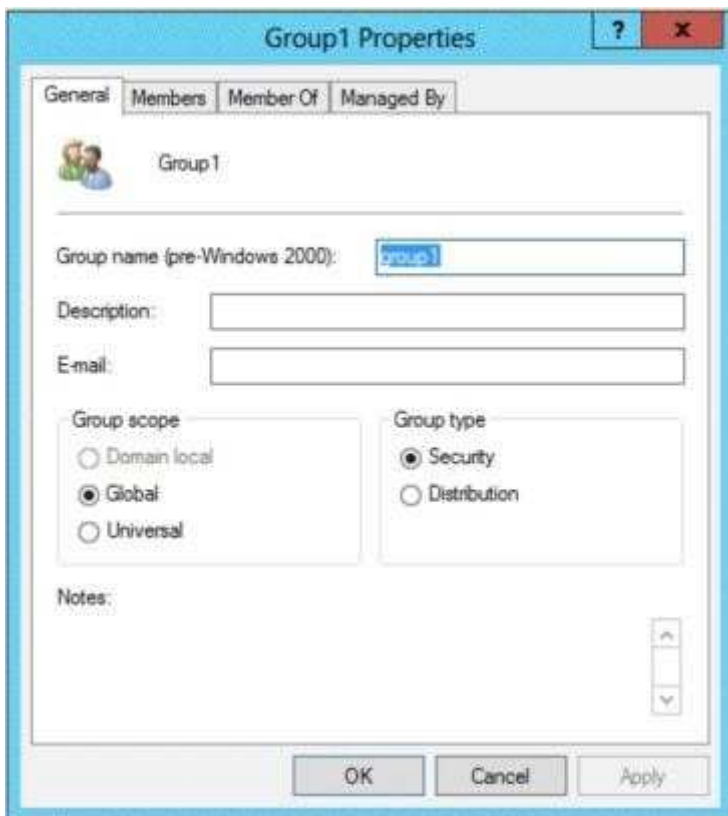 Group1 Properties ? x
General Members Member Of Managed By
Group1
Group name (pre-Windows 2000): group1
Description:
E-mail:
Group scope Group type
Domain local Security
Global Distribution
Universal
Notes:
OK Cancel Apply